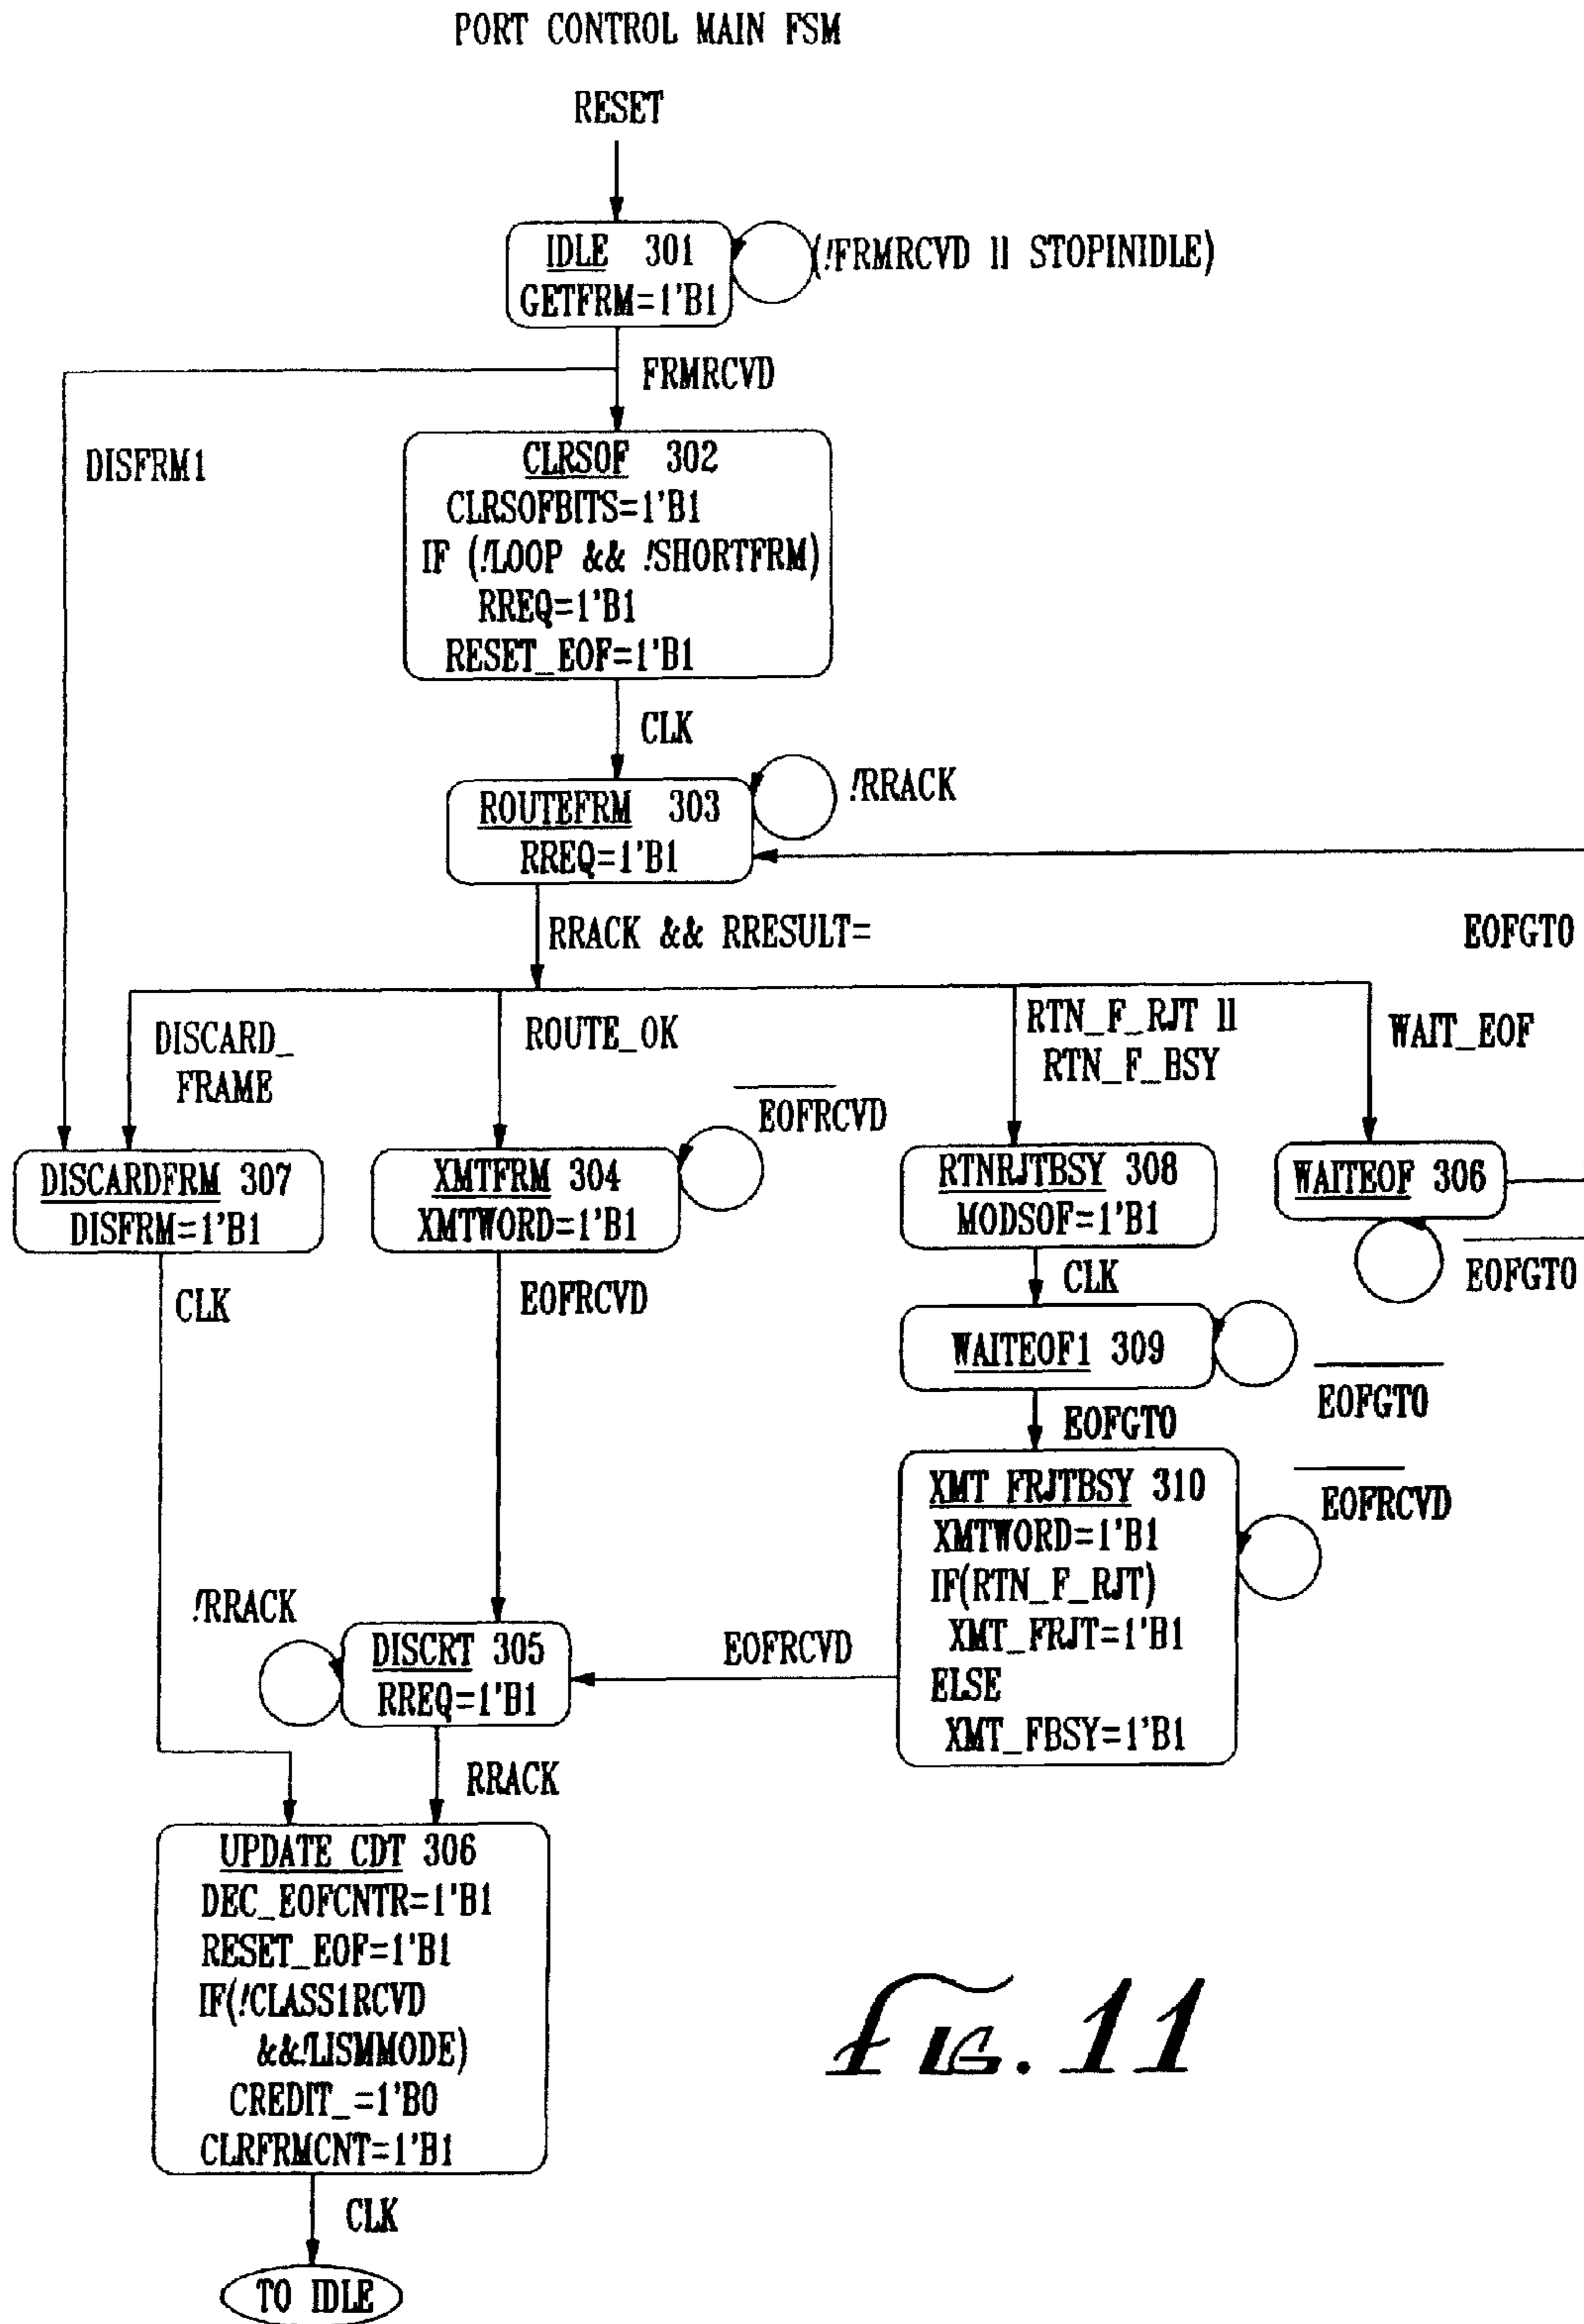 PORT CONTROL MAIN FSM
RESET
IDLE 301
GETFRM=1'B1
(!FRMRCVD || STOPINIDLE)
FRMRCVD
DISFRM1
CLRSOF 302
CLRSOFBITS=1'B1
IF (!LOOP && !SHORTFRM)
RREQ=1'B1
RESET_EOF=1'B1
CLK
ROUTEFRM 303
RREQ=1'B1
!RRACK
RRACK && RRESULT=
EOFGT0
DISCARD_
FRAME
ROUTE_OK
RTN_F_RJT ||
RTN_F_BSY
WAIT_EOF
EOFRCVD
DISCARDFRM 307
DISFRM=1'B1
XMTFRM 304
XMTWORD=1'B1
RTNRJTBSY 308
MODSOF=1'B1
WAITEOF 306
EOFGT0
CLK
EOFRCVD
CLK
WAITEOF1 309
EOFGT0
EOFGT0
XMT FRJTBSY 310
XMTWORD=1'B1
IF(RTN_F_RJT)
XMT_FRJT=1'B1
ELSE
XMT_FBSY=1'B1
EOFRCVD
!RRACK
DISCRT 305
RREQ=1'B1
EOFRCVD
RRACK
UPDATE CDT 306
DEC_EOFCNTR=1'B1
RESET_EOF=1'B1
IF(!CLASS1RCVD
&&!LISMMODE)
CREDIT_=1'B0
CLRFRMCNT=1'B1
CLK
TO IDLE
FIG. 11